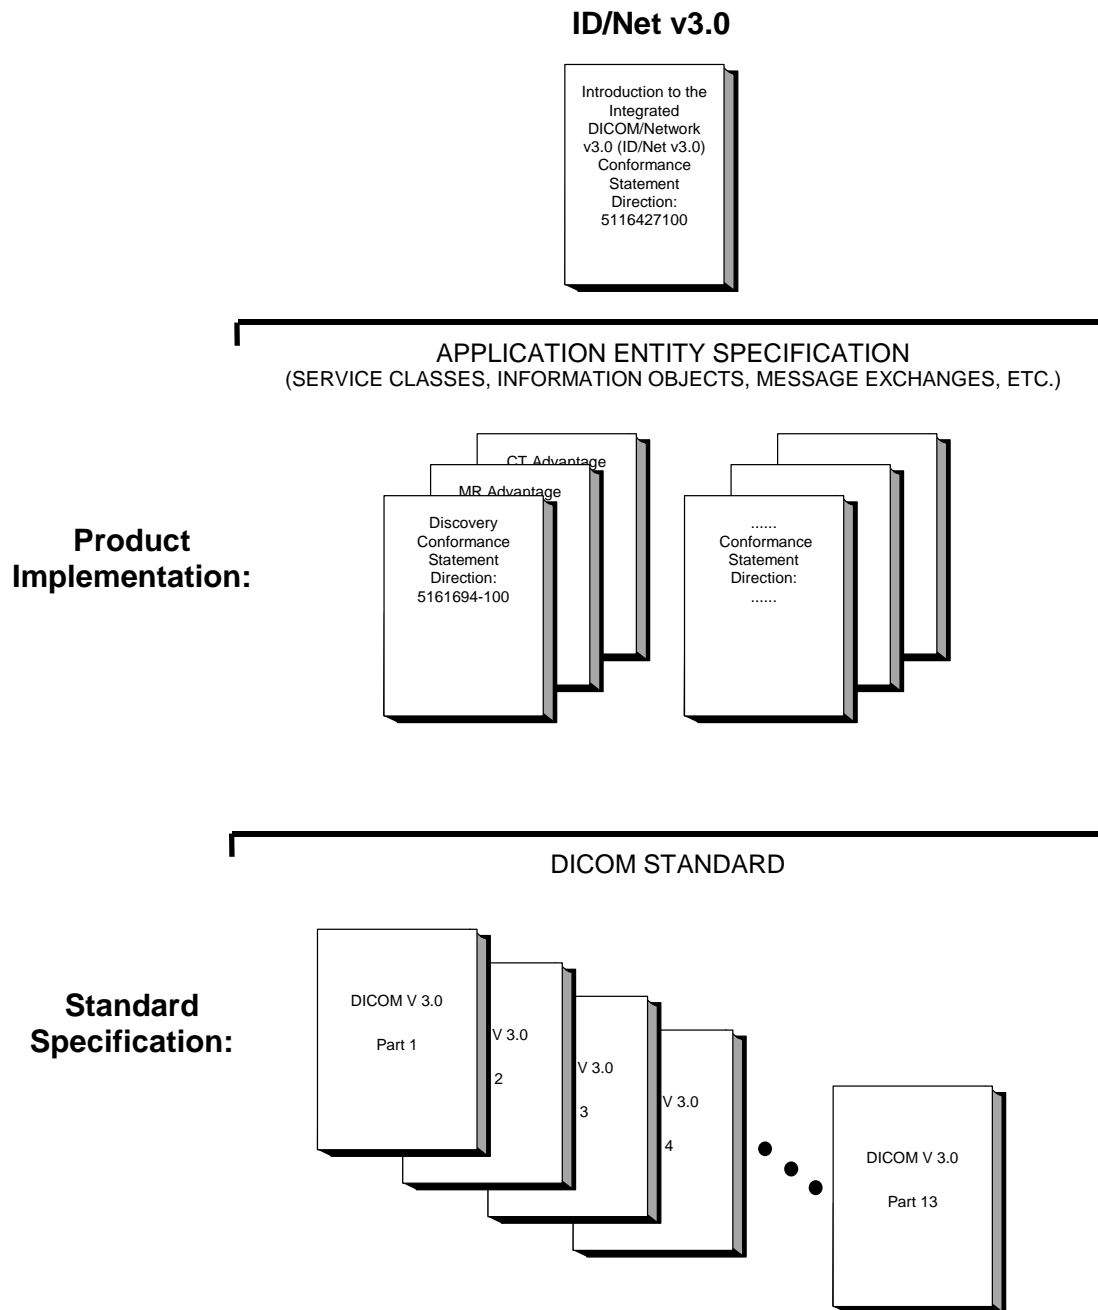 ID/Net v3.0
Introduction to the
Integrated
DICOM/Network
v3.0 (ID/Net v3.0)
Conformance
Statement
Direction:
5116427100
APPLICATION ENTITY SPECIFICATION
(SERVICE CLASSES, INFORMATION OBJECTS, MESSAGE EXCHANGES, ETC.)
Product
Implementation:
CT Advantage
MR Advantage
Discovery
Conformance
Statement
Direction:
5161694-100
......
Conformance
Statement
Direction:
......
DICOM STANDARD
Standard
Specification:
DICOM V 3.0
Part 1
V 3.0
2
V 3.0
3
V 3.0
4
DICOM V 3.0
Part 13